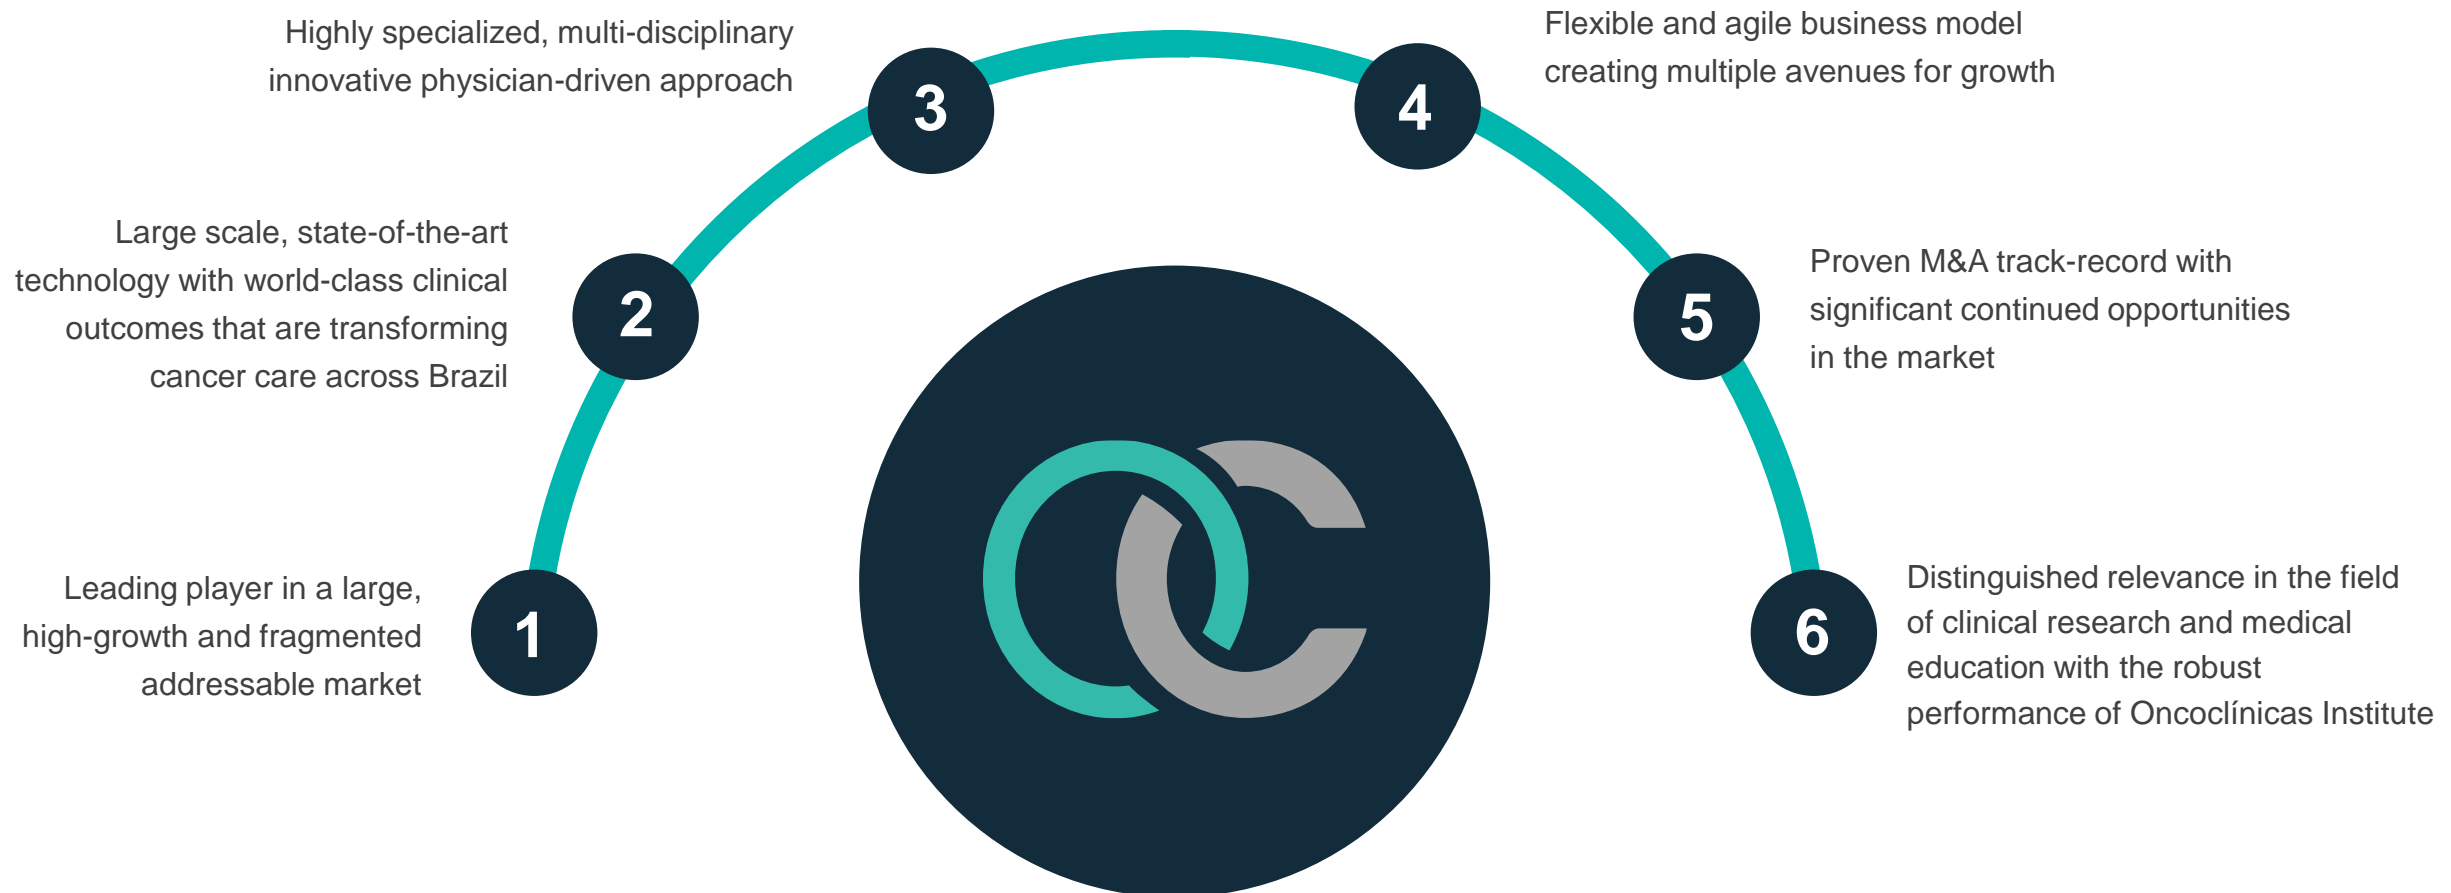 1
Leading player in a large,
high-growth and fragmented
addressable market
2
Large scale, state-of-the-art
technology with world-class clinical
outcomes that are transforming
cancer care across Brazil
3
Highly specialized, multi-disciplinary
innovative physician-driven approach
4
Flexible and agile business model
creating multiple avenues for growth
5
Proven M&A track-record with
significant continued opportunities
in the market
6
Distinguished relevance in the field
of clinical research and medical
education with the robust
performance of Oncoclínicas Institute
OC